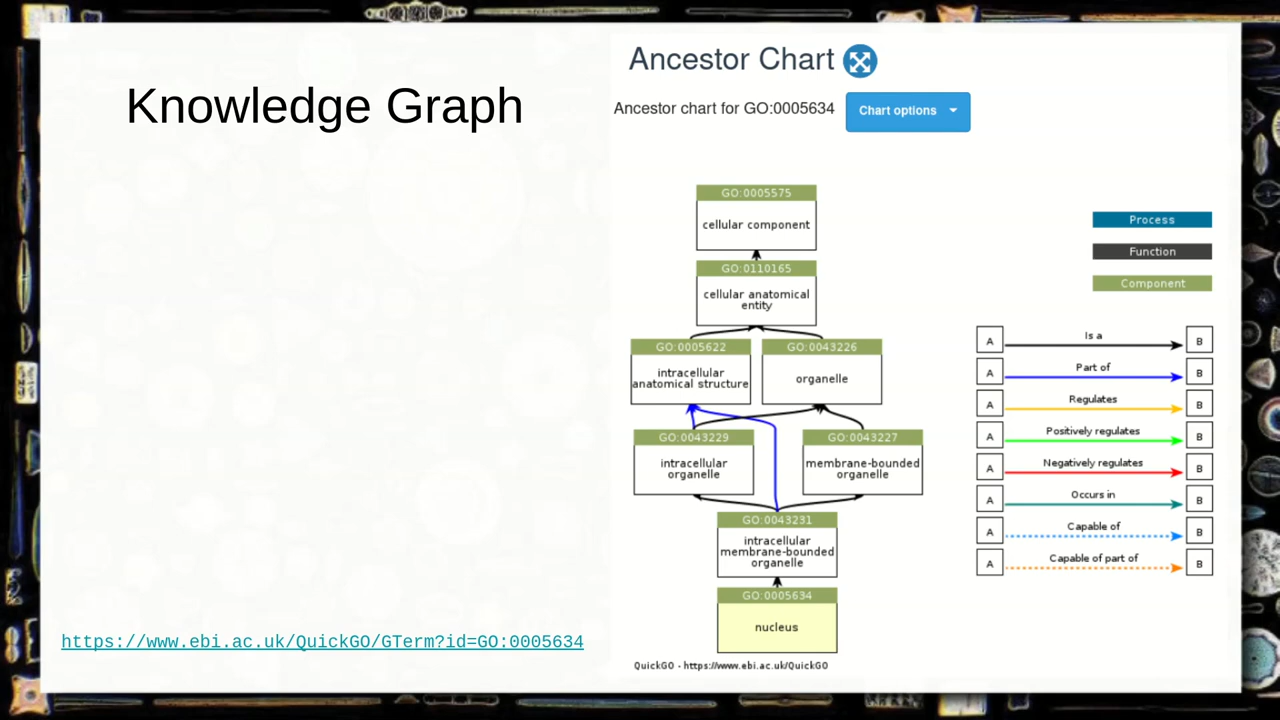 Knowledge Graph
https://www.ebi.ac.uk/QuickGO/GTerm?id=GO:0005634
Ancestor Chart
Ancestor chart for GO:0005634
Chart options
GO:0005575
cellular component
GO:0110165
cellular anatomical
entity
GO:0005622
intracellular
anatomical structure
GO:0043226
organelle
GO:0043229
intracellular
organelle
GO:0043227
membrane-bounded
organelle
GO:0043231
intracellular
membrane-bounded
organelle
GO:0005634
nucleus
QuickGO - https://www.ebi.ac.uk/QuickGO
Process
Function
Component
A Is a B
A Part of B
A Regulates B
A Positively regulates B
A Negatively regulates B
A Occurs in B
A Capable of B
A Capable of part of B